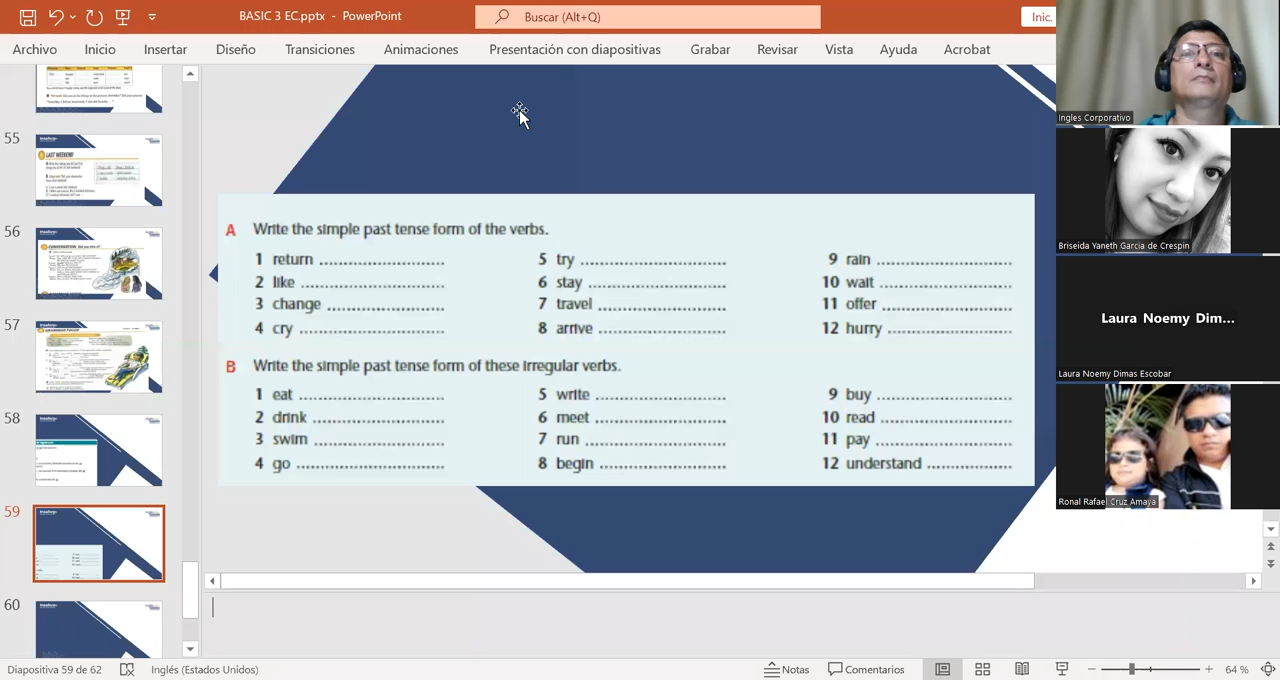 BASIC 3 EC.pptx - PowerPoint
Buscar (Alt+Q)
Inic.
Archivo Inicio Insertar Diseño Transiciones Animaciones Presentación con diapositivas Grabar Revisar Vista Ayuda Acrobat
55
LAST WEEKEND
56
CONVERSATION
57
58
59
60
A Write the simple past tense form of the verbs.
1 return
2 like
3 change
4 cry
5 try
6 stay
7 travel
8 arrive
9 rain
10 wait
11 offer
12 hurry
B Write the simple past tense form of these irregular verbs.
1 eat
2 drink
3 swim
4 go
5 write
6 meet
7 run
8 begin
9 buy
10 read
11 pay
12 understand
Ingles Corporativo
Briseida Yaneth Garcia de Crespin
Laura Noemy Dim...
Laura Noemy Dimas Escobar
Ronal Rafael Cruz Amaya
Diapositiva 59 de 62 Inglés (Estados Unidos) Notas Comentarios 64 %